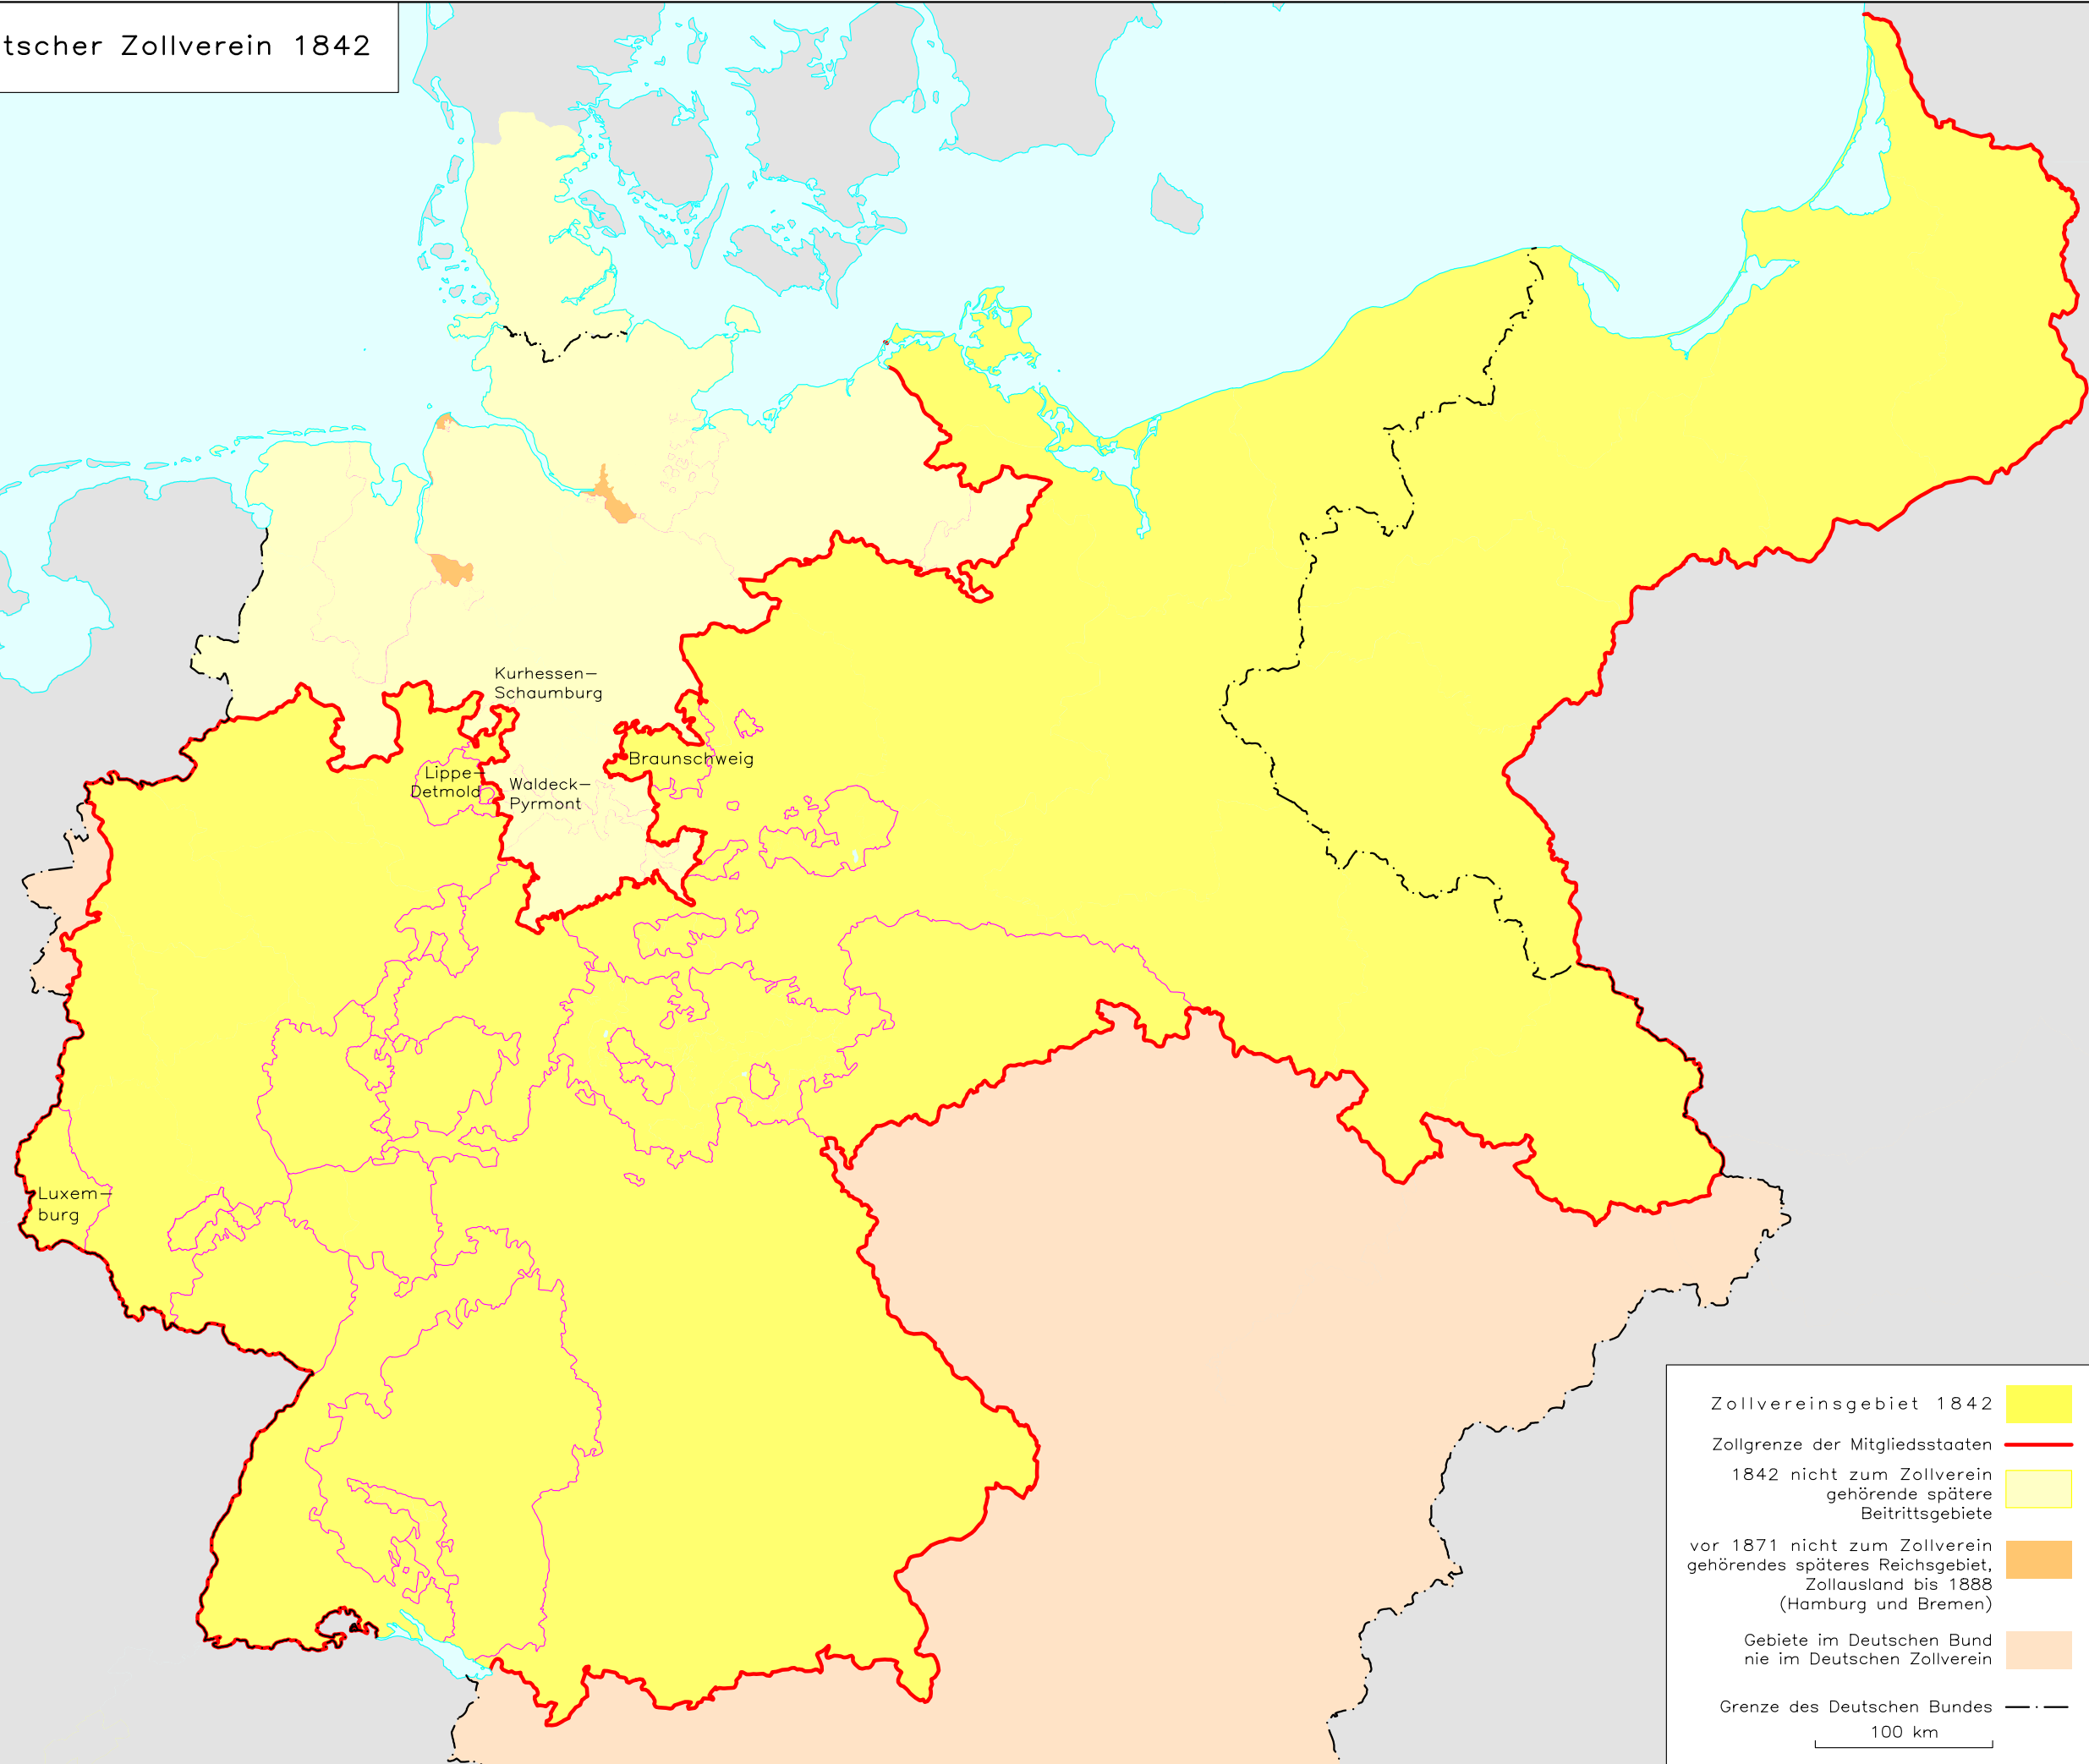 tscher Zollverein 1842
Kurhessen–
Schaumburg
Braunschweig
Lippe–
Detmold
Waldeck–
Pyrmont
Luxem–
burg
Zollvereinsgebiet 1842
Zollgrenze der Mitgliedsstaaten
1842 nicht zum Zollverein
gehörende spätere
Beitrittsgebiete
vor 1871 nicht zum Zollverein
gehörendes späteres Reichsgebiet,
Zollausland bis 1888
(Hamburg und Bremen)
Gebiete im Deutschen Bund
nie im Deutschen Zollverein
Grenze des Deutschen Bundes
100 km